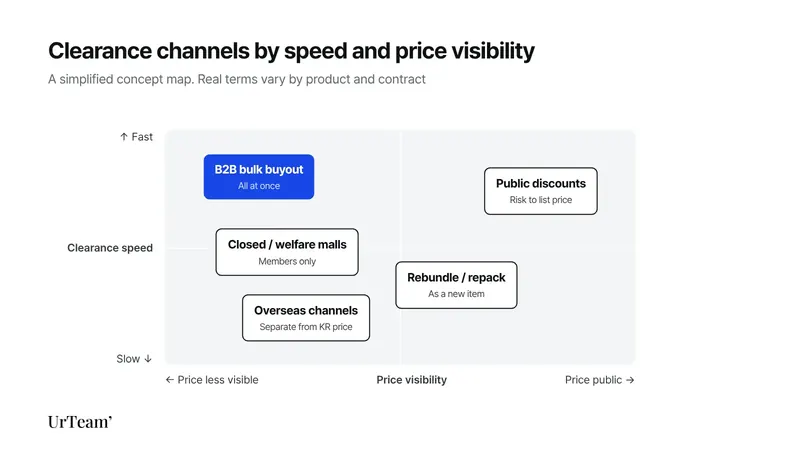 Clearance channels by speed and price visibility
A simplified concept map. Real terms vary by product and contract
↑ Fast
B2B bulk buyout
All at once
Public discounts
Risk to list price
Clearance speed
Closed / welfare malls
Members only
Rebundle / repack
As a new item
Overseas channels
Separate from KR price
Slow ↓
← Price less visible
Price visibility
Price public →
UrTeam’